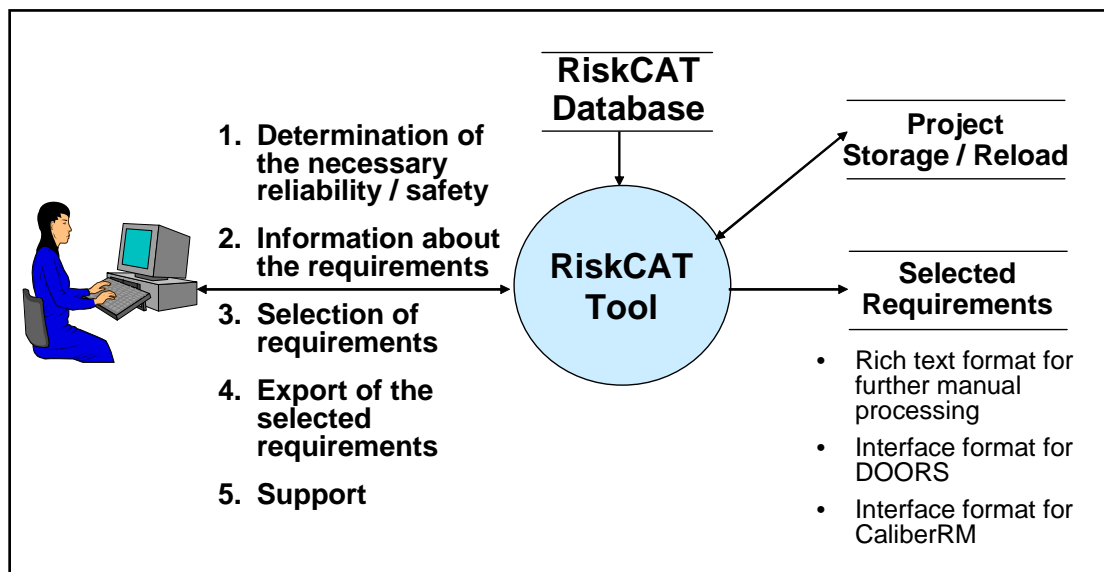 RiskCAT
Database
1. Determination of
the necessary
reliability / safety
2. Information about
the requirements
3. Selection of
requirements
4. Export of the
selected
requirements
5. Support
RiskCAT
Tool
Project
Storage / Reload
Selected
Requirements
• Rich text format for
further manual
processing
• Interface format for
DOORS
• Interface format for
CaliberRM